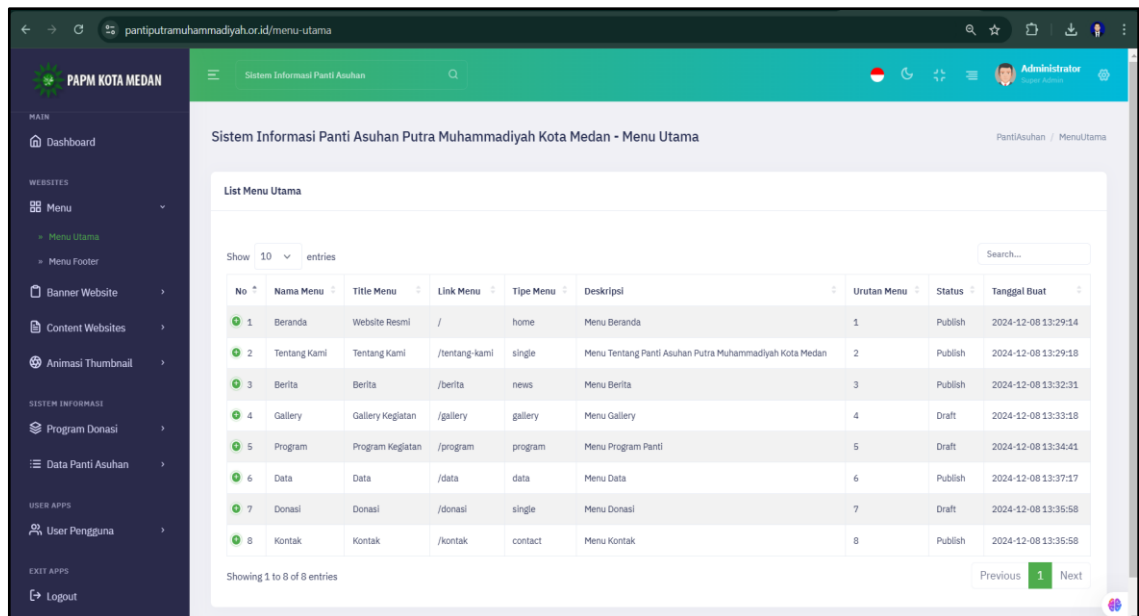 pantiputramuhammadiyah.or.id/menu-utama
PAPM KOTA MEDAN
MAIN
Dashboard
WEBSITES
Menu
» Menu Utama
» Menu Footer
Banner Website
Content Websites
Animasi Thumbnail
SISTEM INFORMASI
Program Donasi
Data Panti Asuhan
USER APPS
User Pengguna
EXIT APPS
Logout
Sistem Informasi Panti Asuhan
Administrator
Super Admin
Sistem Informasi Panti Asuhan Putra Muhammadiyah Kota Medan - Menu Utama
PantiAsuhan / MenuUtama
List Menu Utama
Show 10 entries
Search...
No Nama Menu Title Menu Link Menu Tipe Menu Deskripsi Urutan Menu Status Tanggal Buat
1 Beranda Website Resmi / home Menu Beranda 1 Publish 2024-12-08 13:29:14
2 Tentang Kami Tentang Kami /tentang-kami single Menu Tentang Panti Asuhan Putra Muhammadiyah Kota Medan 2 Publish 2024-12-08 13:29:18
3 Berita Berita /berita news Menu Berita 3 Publish 2024-12-08 13:32:31
4 Gallery Gallery Kegiatan /gallery gallery Menu Gallery 4 Draft 2024-12-08 13:33:18
5 Program Program Kegiatan /program program Menu Program Panti 5 Draft 2024-12-08 13:34:41
6 Data Data /data data Menu Data 6 Publish 2024-12-08 13:37:17
7 Donasi Donasi /donasi single Menu Donasi 7 Draft 2024-12-08 13:35:58
8 Kontak Kontak /kontak contact Menu Kontak 8 Publish 2024-12-08 13:35:58
Showing 1 to 8 of 8 entries
Previous 1 Next